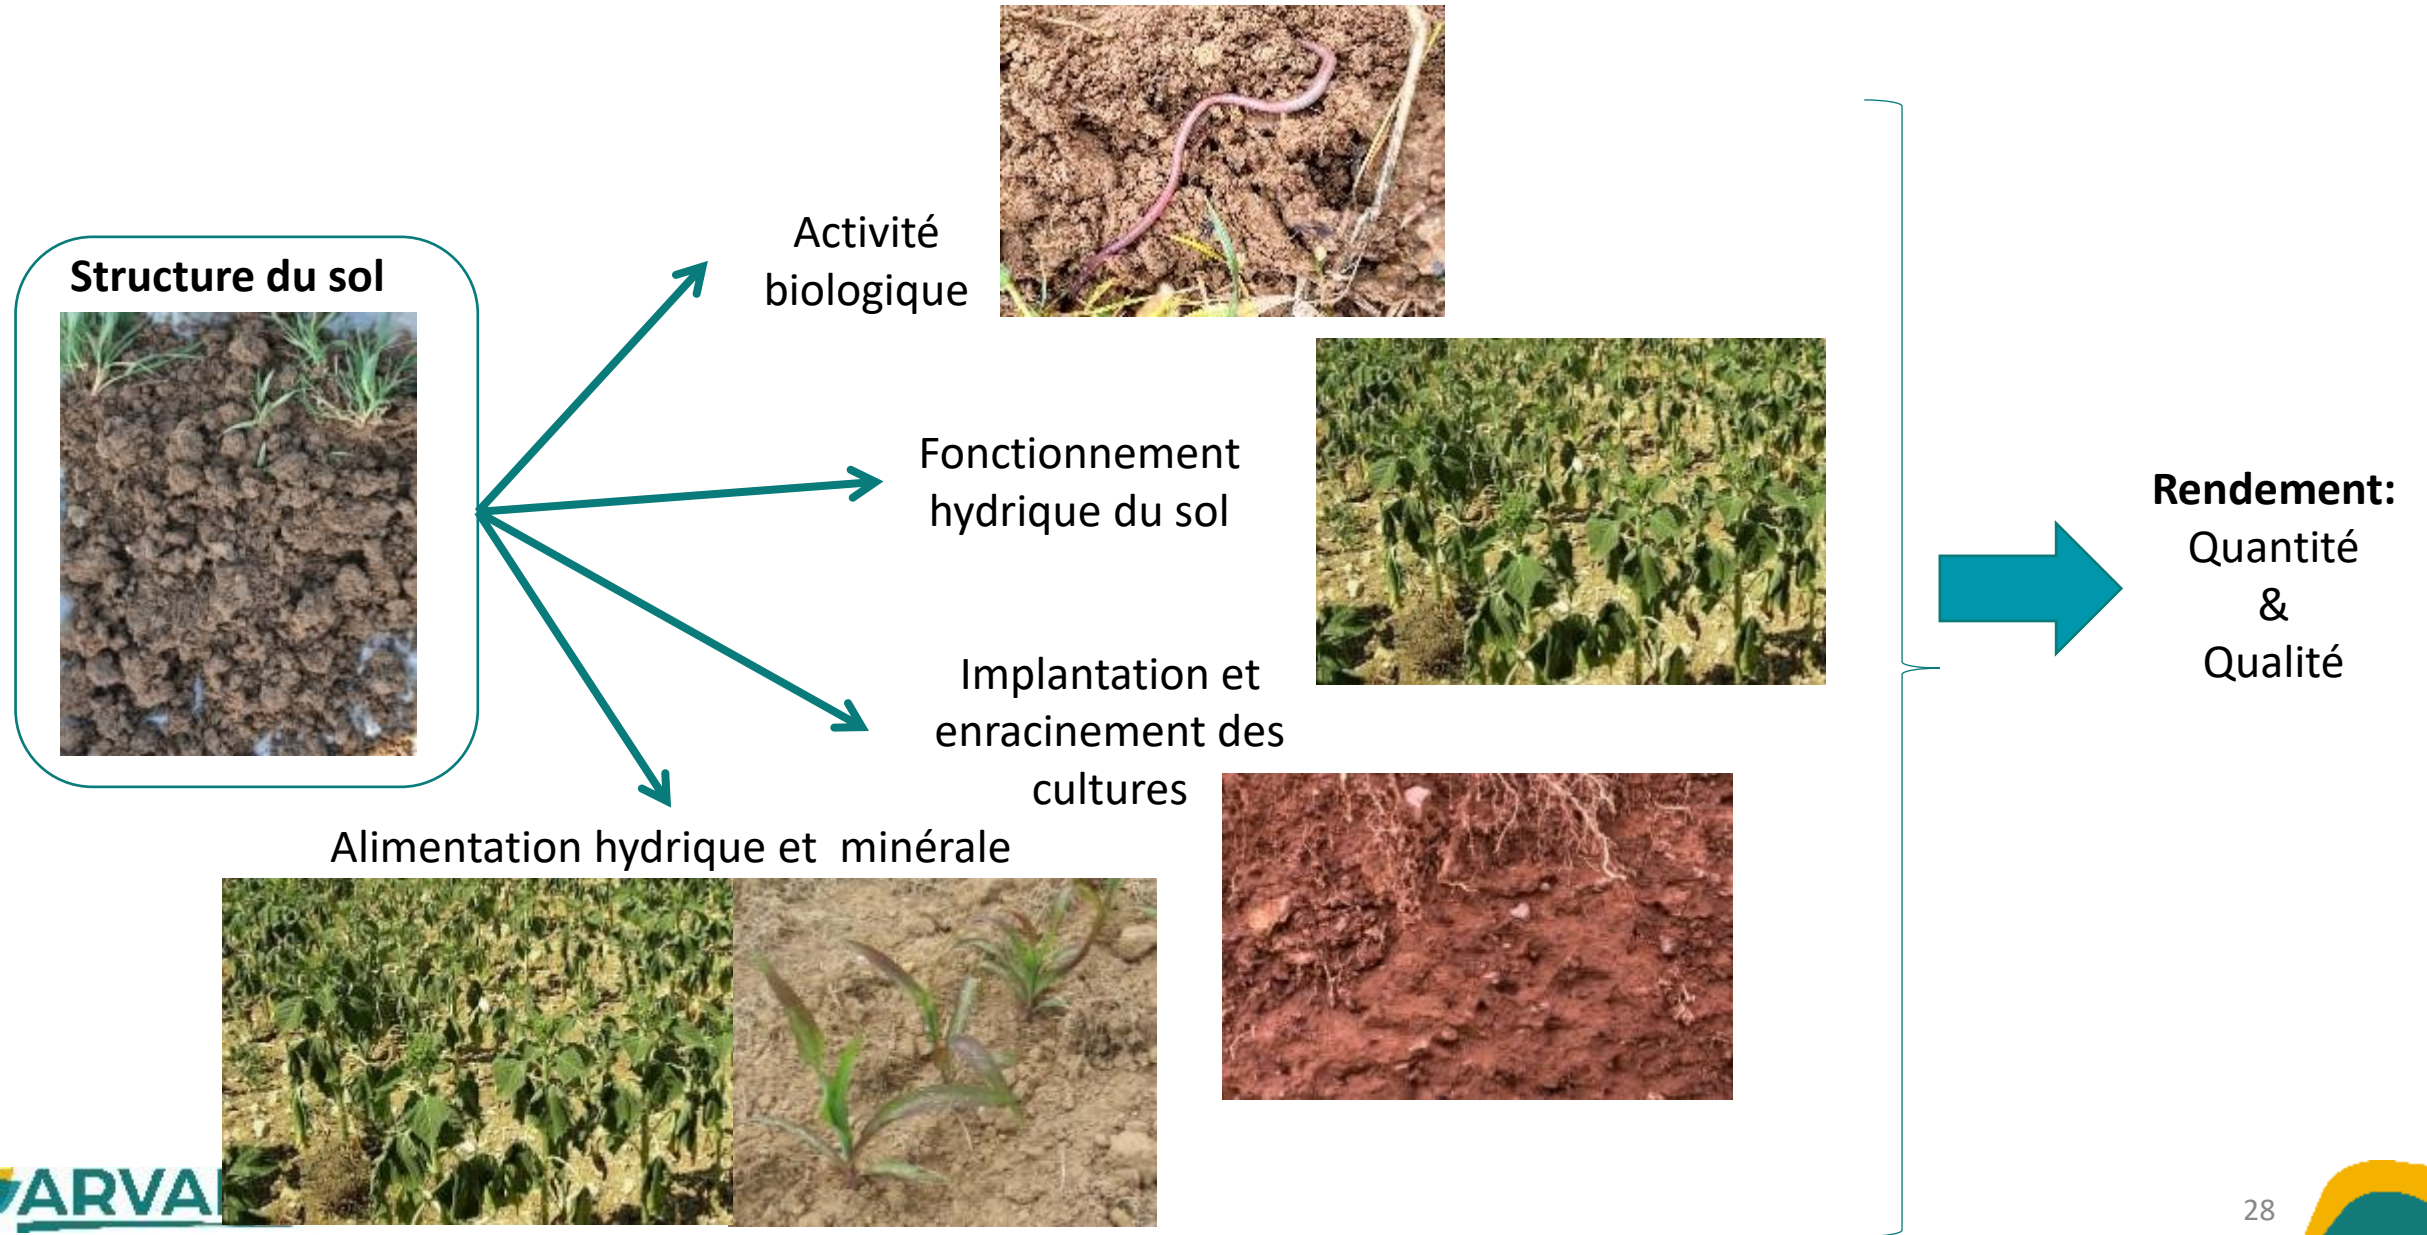 Structure du sol
Activité
biologique
Fonctionnement
hydrique du sol
Implantation et
enracinement des
cultures
Alimentation hydrique et  minérale
Rendement:
Quantité
&
Qualité
ARVA
28